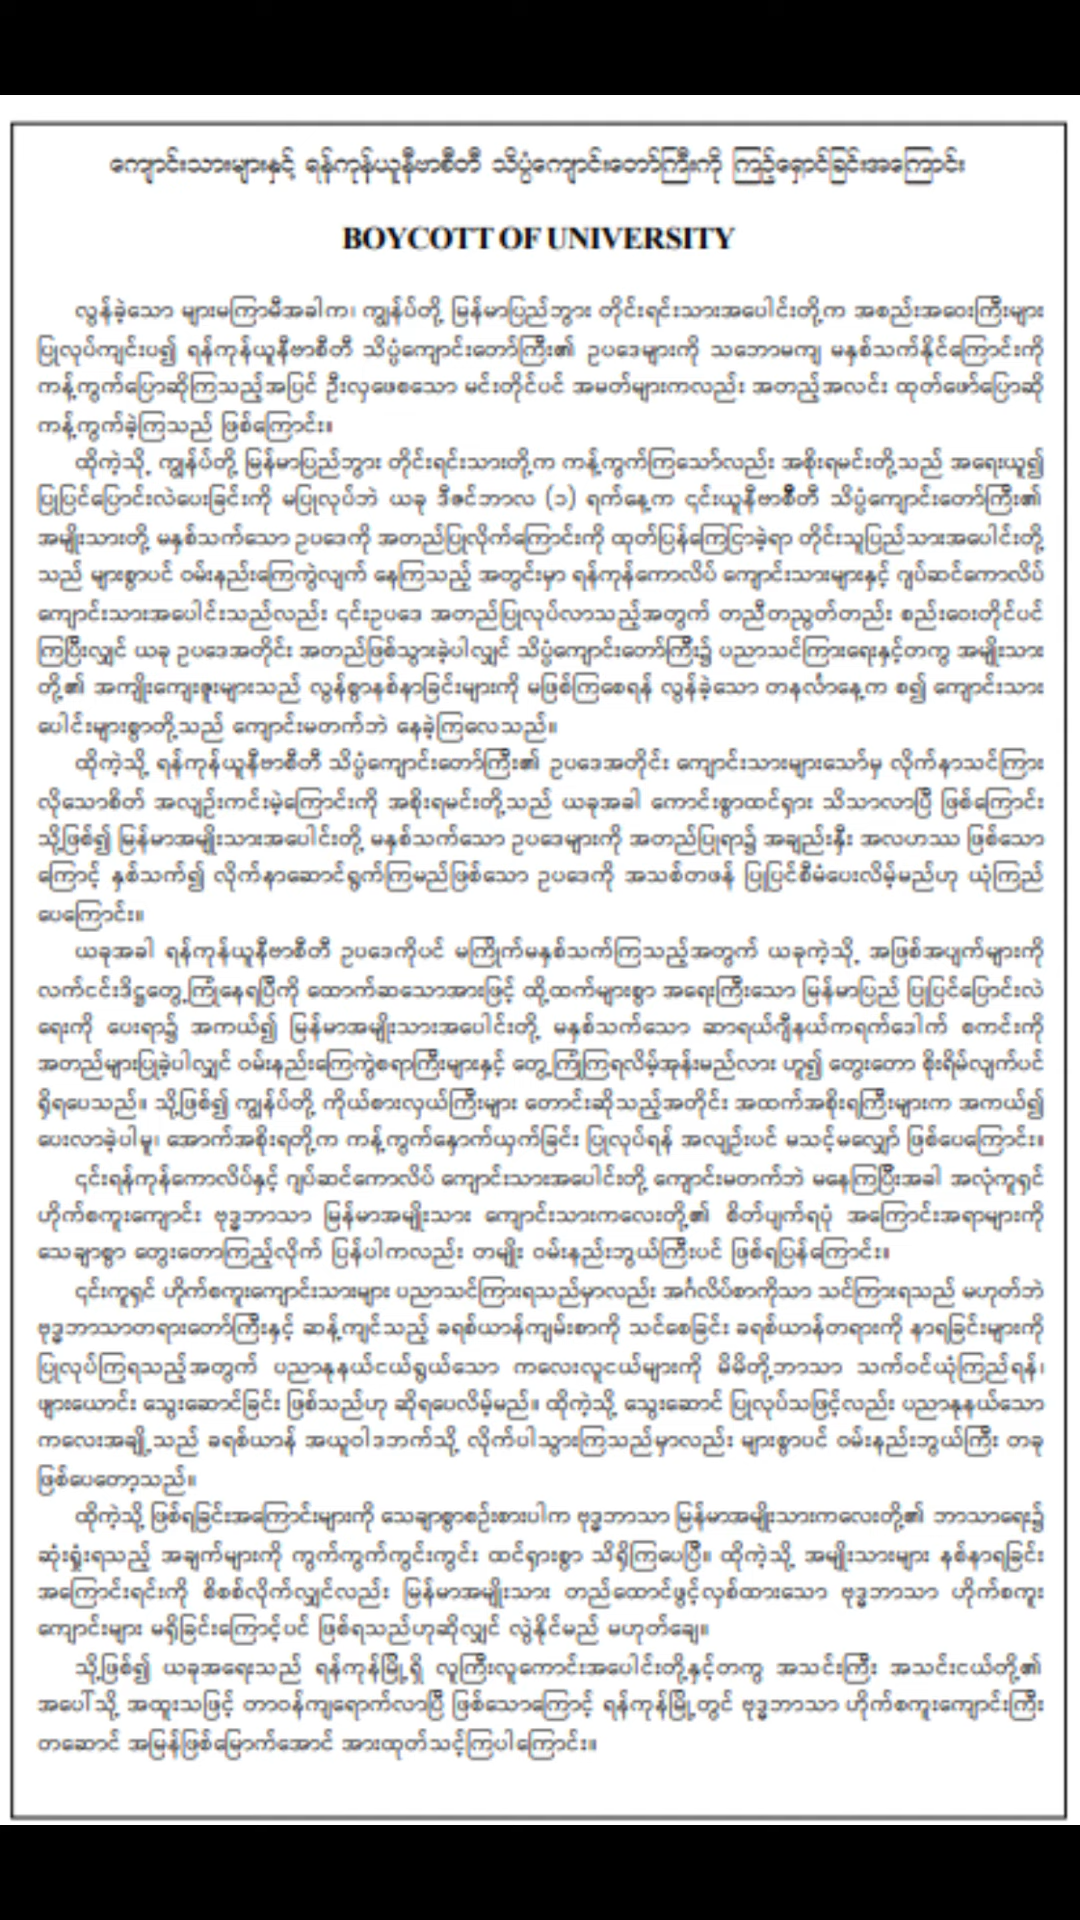 ကျောင်းသားများနှင့် ရန်ကုန်ယူနီဗာစီတီ သိပ္ပံကျောင်းတော်ကြီးကို ကြဉ့်ရှောင်ခြင်းအကြောင်း
BOYCOTT OF UNIVERSITY
လွန်ခဲ့သော များမကြာမီအခါက၊ ကျွန်ုပ်တို့ မြန်မာပြည်ဘွား တိုင်းရင်းသားအပေါင်းတို့က အစည်းအဝေးကြီးများ
ပြုလုပ်ကျင်းပ၍ ရန်ကုန်ယူနီဗာစီတီ သိပ္ပံကျောင်းတော်ကြီး၏ ဥပဒေများကို သဘောမကျ မနှစ်သက်နိုင်ကြောင်းကို
ကန့်ကွက်ပြောဆိုကြသည့်အပြင် ဦးလှဖေစသော မင်းတိုင်ပင် အမတ်များကလည်း အတည့်အလင်း ထုတ်ဖော်ပြောဆို
ကန့်ကွက်ခဲ့ကြသည် ဖြစ်ကြောင်း။
ထိုကဲ့သို့ ကျွန်ုပ်တို့ မြန်မာပြည်ဘွား တိုင်းရင်းသားတို့က ကန့်ကွက်ကြသော်လည်း အစိုးရမင်းတို့သည် အရေးယူ၍
ပြုပြင်ပြောင်းလဲပေးခြင်းကို မပြုလုပ်ဘဲ ယခု ဒီဇင်ဘာလ (၁) ရက်နေ့က ၎င်းယူနီဗာစီတီ သိပ္ပံကျောင်းတော်ကြီး၏
အမျိုးသားတို့ မနှစ်သက်သော ဥပဒေကို အတည်ပြုလိုက်ကြောင်းကို ထုတ်ပြန်ကြေငြာခဲ့ရာ တိုင်းသူပြည်သားအပေါင်းတို့
သည် များစွာပင် ဝမ်းနည်းကြေကွဲလျက် နေကြသည့် အတွင်းမှာ ရန်ကုန်ကောလိပ် ကျောင်းသားများနှင့် ဂျပ်ဆင်ကောလိပ်
ကျောင်းသားအပေါင်းသည်လည်း ၎င်းဥပဒေ အတည်ပြုလုပ်လာသည့်အတွက် တညီတညွတ်တည်း စည်းဝေးတိုင်ပင်
ကြပြီးလျှင် ယခု ဥပဒေအတိုင်း အတည်ဖြစ်သွားခဲ့ပါလျှင် သိပ္ပံကျောင်းတော်ကြီး၌ ပညာသင်ကြားရေးနှင့်တကွ အမျိုးသား
တို့၏ အကျိုးကျေးဇူးများသည် လွန်စွာနစ်နာခြင်းများကို မဖြစ်ကြစေရန် လွန်ခဲ့သော တနင်္လာနေ့က စ၍ ကျောင်းသား
ပေါင်းများစွာတို့သည် ကျောင်းမတက်ဘဲ နေခဲ့ကြလေသည်။
ထိုကဲ့သို့ ရန်ကုန်ယူနီဗာစီတီ သိပ္ပံကျောင်းတော်ကြီး၏ ဥပဒေအတိုင်း ကျောင်းသားများသော်မှ လိုက်နာသင်ကြား
လိုသောစိတ် အလျဉ်းကင်းမဲ့ကြောင်းကို အစိုးရမင်းတို့သည် ယခုအခါ ကောင်းစွာထင်ရှား သိသာလာပြီ ဖြစ်ကြောင်း
သို့ဖြစ်၍ မြန်မာအမျိုးသားအပေါင်းတို့ မနှစ်သက်သော ဥပဒေများကို အတည်ပြုရာ၌ အချည်းနှီး အလဟဿ ဖြစ်သော
ကြောင့် နှစ်သက်၍ လိုက်နာဆောင်ရွက်ကြမည်ဖြစ်သော ဥပဒေကို အသစ်တဖန် ပြုပြင်စီမံပေးလိမ့်မည်ဟု ယုံကြည်
ပေကြောင်း။
ယခုအခါ ရန်ကုန်ယူနီဗာစီတီ ဥပဒေကိုပင် မကြိုက်မနှစ်သက်ကြသည့်အတွက် ယခုကဲ့သို့ အဖြစ်အပျက်များကို
လက်ငင်းဒိဋ္ဌတွေ့ကြုံနေရပြီကို ထောက်ဆသောအားဖြင့် ထို့ထက်များစွာ အရေးကြီးသော မြန်မာပြည် ပြုပြင်ပြောင်းလဲ
ရေးကို ပေးရာ၌ အကယ်၍ မြန်မာအမျိုးသားအပေါင်းတို့ မနှစ်သက်သော ဆာရယ်ဂျီနယ်ကရက်ဒေါက် စကင်းကို
အတည်များပြုခဲ့ပါလျှင် ဝမ်းနည်းကြေကွဲစရာကြီးများနှင့် တွေ့ကြုံကြရလိမ့်အုန်းမည်လား ဟူ၍ တွေးတော စိုးရိမ်လျက်ပင်
ရှိရပေသည်။ သို့ဖြစ်၍ ကျွန်ုပ်တို့ ကိုယ်စားလှယ်ကြီးများ တောင်းဆိုသည့်အတိုင်း အထက်အစိုးရကြီးများက အကယ်၍
ပေးလာခဲ့ပါမူ၊ အောက်အစိုးရတို့က ကန့်ကွက်နှောက်ယှက်ခြင်း ပြုလုပ်ရန် အလျဉ်းပင် မသင့်မလျှော် ဖြစ်ပေကြောင်း။
၎င်းရန်ကုန်ကောလိပ်နှင့် ဂျပ်ဆင်ကောလိပ် ကျောင်းသားအပေါင်းတို့ ကျောင်းမတက်ဘဲ မနေကြပြီးအခါ အလုံကူရှင်
ဟိုက်စကူးကျောင်း ဗုဒ္ဓဘာသာ မြန်မာအမျိုးသား ကျောင်းသားကလေးတို့၏ စိတ်ပျက်ရပုံ အကြောင်းအရာများကို
သေချာစွာ တွေးတောကြည့်လိုက် ပြန်ပါကလည်း တမျိုး ဝမ်းနည်းဘွယ်ကြီးပင် ဖြစ်ရပြန်ကြောင်း။
၎င်းကူရှင် ဟိုက်စကူးကျောင်းသားများ ပညာသင်ကြားရသည်မှာလည်း အင်္ဂလိပ်စာကိုသာ သင်ကြားရသည် မဟုတ်ဘဲ
ဗုဒ္ဓဘာသာတရားတော်ကြီးနှင့် ဆန့်ကျင်သည့် ခရစ်ယာန်ကျမ်းစာကို သင်စေခြင်း ခရစ်ယာန်တရားကို နာရခြင်းများကို
ပြုလုပ်ကြရသည့်အတွက် ပညာနုနယ်ငယ်ရွယ်သော ကလေးလူငယ်များကို မိမိတို့ဘာသာ သက်ဝင်ယုံကြည်ရန်၊
ဖျားယောင်း သွေးဆောင်ခြင်း ဖြစ်သည်ဟု ဆိုရပေလိမ့်မည်။ ထိုကဲ့သို့ သွေးဆောင် ပြုလုပ်သဖြင့်လည်း ပညာနုနယ်သော
ကလေးအချို့သည် ခရစ်ယာန် အယူဝါဒဘက်သို့ လိုက်ပါသွားကြသည်မှာလည်း များစွာပင် ဝမ်းနည်းဘွယ်ကြီး တခု
ဖြစ်ပေတော့သည်။
ထိုကဲ့သို့ ဖြစ်ရခြင်းအကြောင်းများကို သေချာစွာစဉ်းစားပါက ဗုဒ္ဓဘာသာ မြန်မာအမျိုးသားကလေးတို့၏ ဘာသာရေး၌
ဆုံးရှုံးရသည့် အချက်များကို ကွက်ကွက်ကွင်းကွင်း ထင်ရှားစွာ သိရှိကြပေပြီ။ ထိုကဲ့သို့ အမျိုးသားများ နစ်နာရခြင်း
အကြောင်းရင်းကို စိစစ်လိုက်လျှင်လည်း မြန်မာအမျိုးသား တည်ထောင်ဖွင့်လှစ်ထားသော ဗုဒ္ဓဘာသာ ဟိုက်စကူး
ကျောင်းများ မရှိခြင်းကြောင့်ပင် ဖြစ်ရသည်ဟုဆိုလျှင် လွဲနိုင်မည် မဟုတ်ချေ။
သို့ဖြစ်၍ ယခုအရေးသည် ရန်ကုန်မြို့ရှိ လူကြီးလူကောင်းအပေါင်းတို့နှင့်တကွ အသင်းကြီး အသင်းငယ်တို့၏
အပေါ်သို့ အထူးသဖြင့် တာဝန်ကျရောက်လာပြီ ဖြစ်သောကြောင့် ရန်ကုန်မြို့တွင် ဗုဒ္ဓဘာသာ ဟိုက်စကူးကျောင်းကြီး
တဆောင် အမြန်ဖြစ်မြောက်အောင် အားထုတ်သင့်ကြပါကြောင်း။